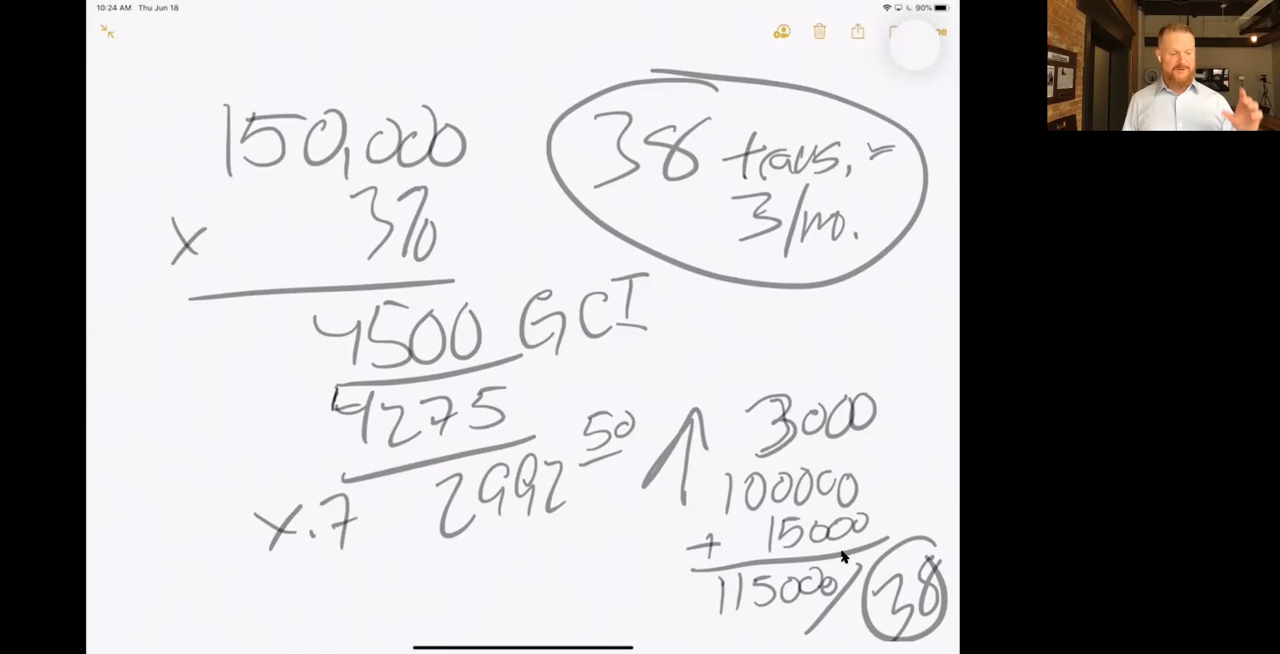 10:24 AM Thu Jun 18
90%
150,000
x 3%
4500 GCI
4275
x.7 2992 50
38 traus. =
3/mo.
3000
100000
+ 15000
115000/ 38